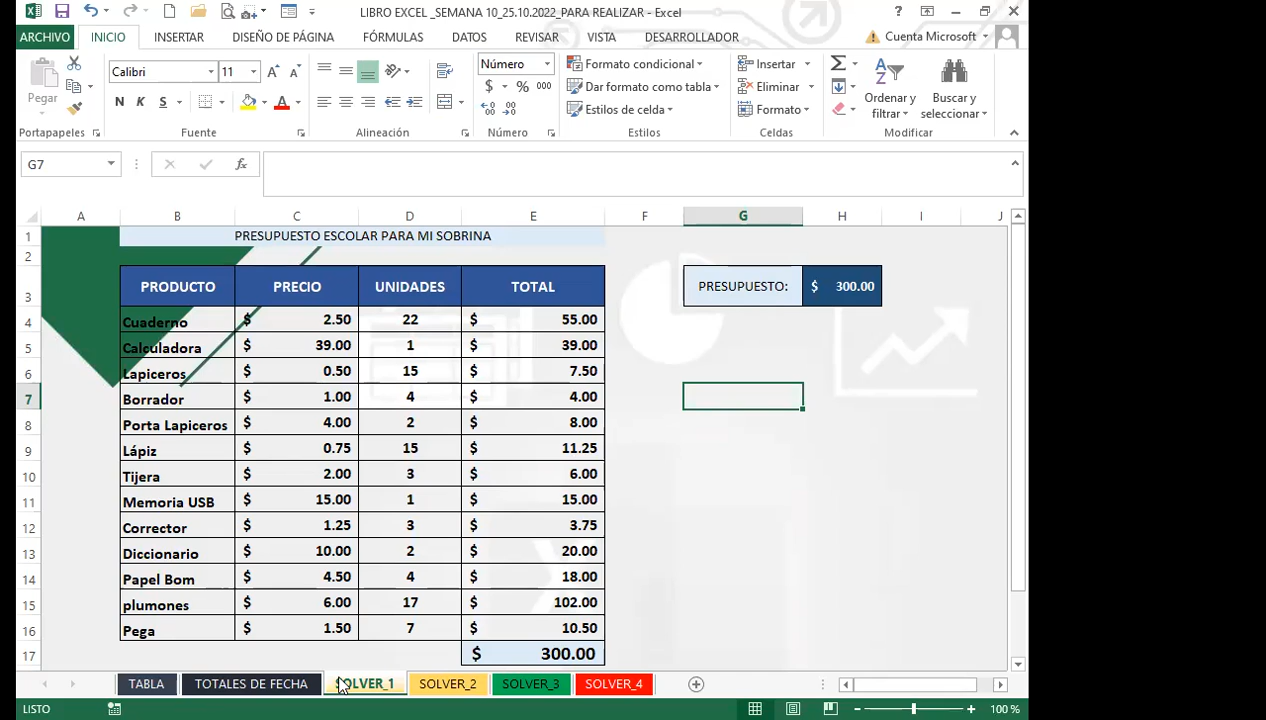 LIBRO EXCEL _SEMANA 10_25.10.2022_PARA REALIZAR - Excel
ARCHIVO INICIO INSERTAR DISEÑO DE PÁGINA FÓRMULAS DATOS REVISAR VISTA DESARROLLADOR Cuenta Microsoft
Pegar Calibri 11 Número Formato condicional Insertar Ordenar y filtrar Buscar y seleccionar
N K S $ % 000 Dar formato como tabla Eliminar
Estilos de celda Formato
Portapapeles Fuente Alineación Número Estilos Celdas Modificar
G7 fx
A B C D E F G H I J
1 PRESUPUESTO ESCOLAR PARA MI SOBRINA
2
3 PRODUCTO PRECIO UNIDADES TOTAL PRESUPUESTO: $ 300.00
4 Cuaderno $ 2.50 22 $ 55.00
5 Calculadora $ 39.00 1 $ 39.00
6 Lapiceros $ 0.50 15 $ 7.50
7 Borrador $ 1.00 4 $ 4.00
8 Porta Lapiceros $ 4.00 2 $ 8.00
9 Lápiz $ 0.75 15 $ 11.25
10 Tijera $ 2.00 3 $ 6.00
11 Memoria USB $ 15.00 1 $ 15.00
12 Corrector $ 1.25 3 $ 3.75
13 Diccionario $ 10.00 2 $ 20.00
14 Papel Bom $ 4.50 4 $ 18.00
15 plumones $ 6.00 17 $ 102.00
16 Pega $ 1.50 7 $ 10.50
17 $ 300.00
TABLA TOTALES DE FECHA SOLVER_1 SOLVER_2 SOLVER_3 SOLVER_4
LISTO 100 %